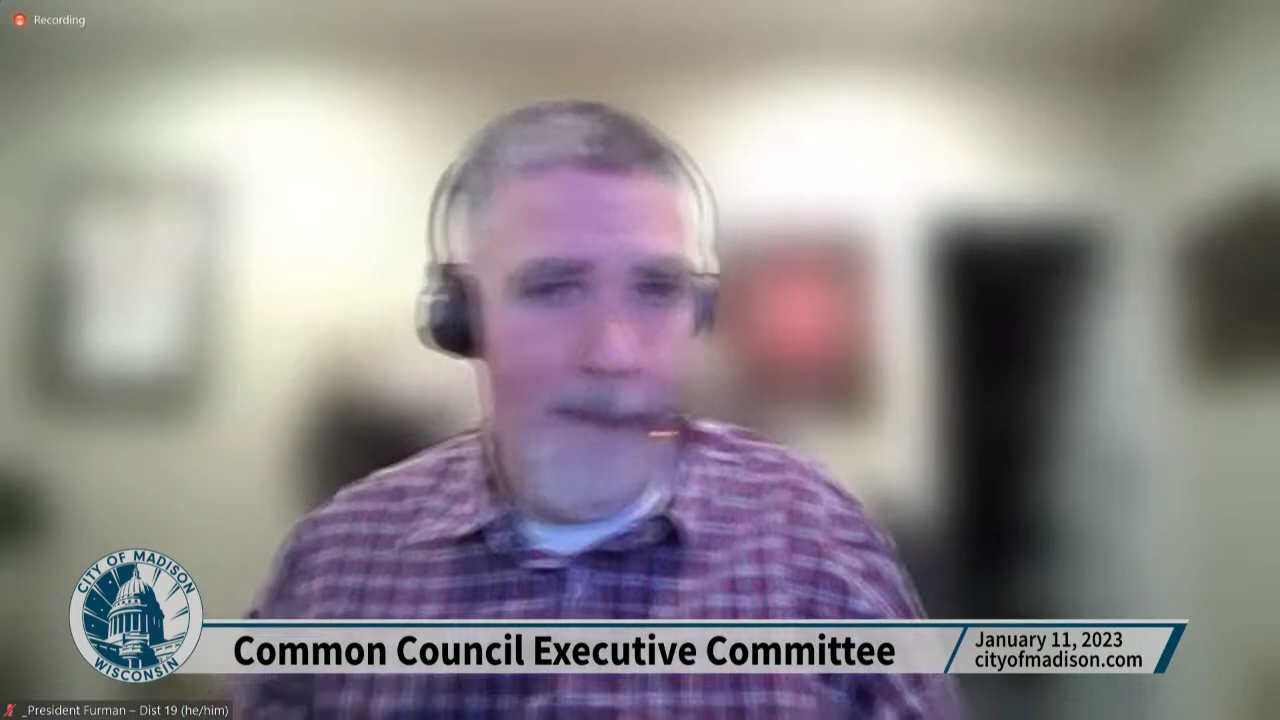 Recording
CITY OF MADISON
WISCONSIN
Common Council Executive Committee
January 11, 2023
cityofmadison.com
_President Furman – Dist 19 (he/him)